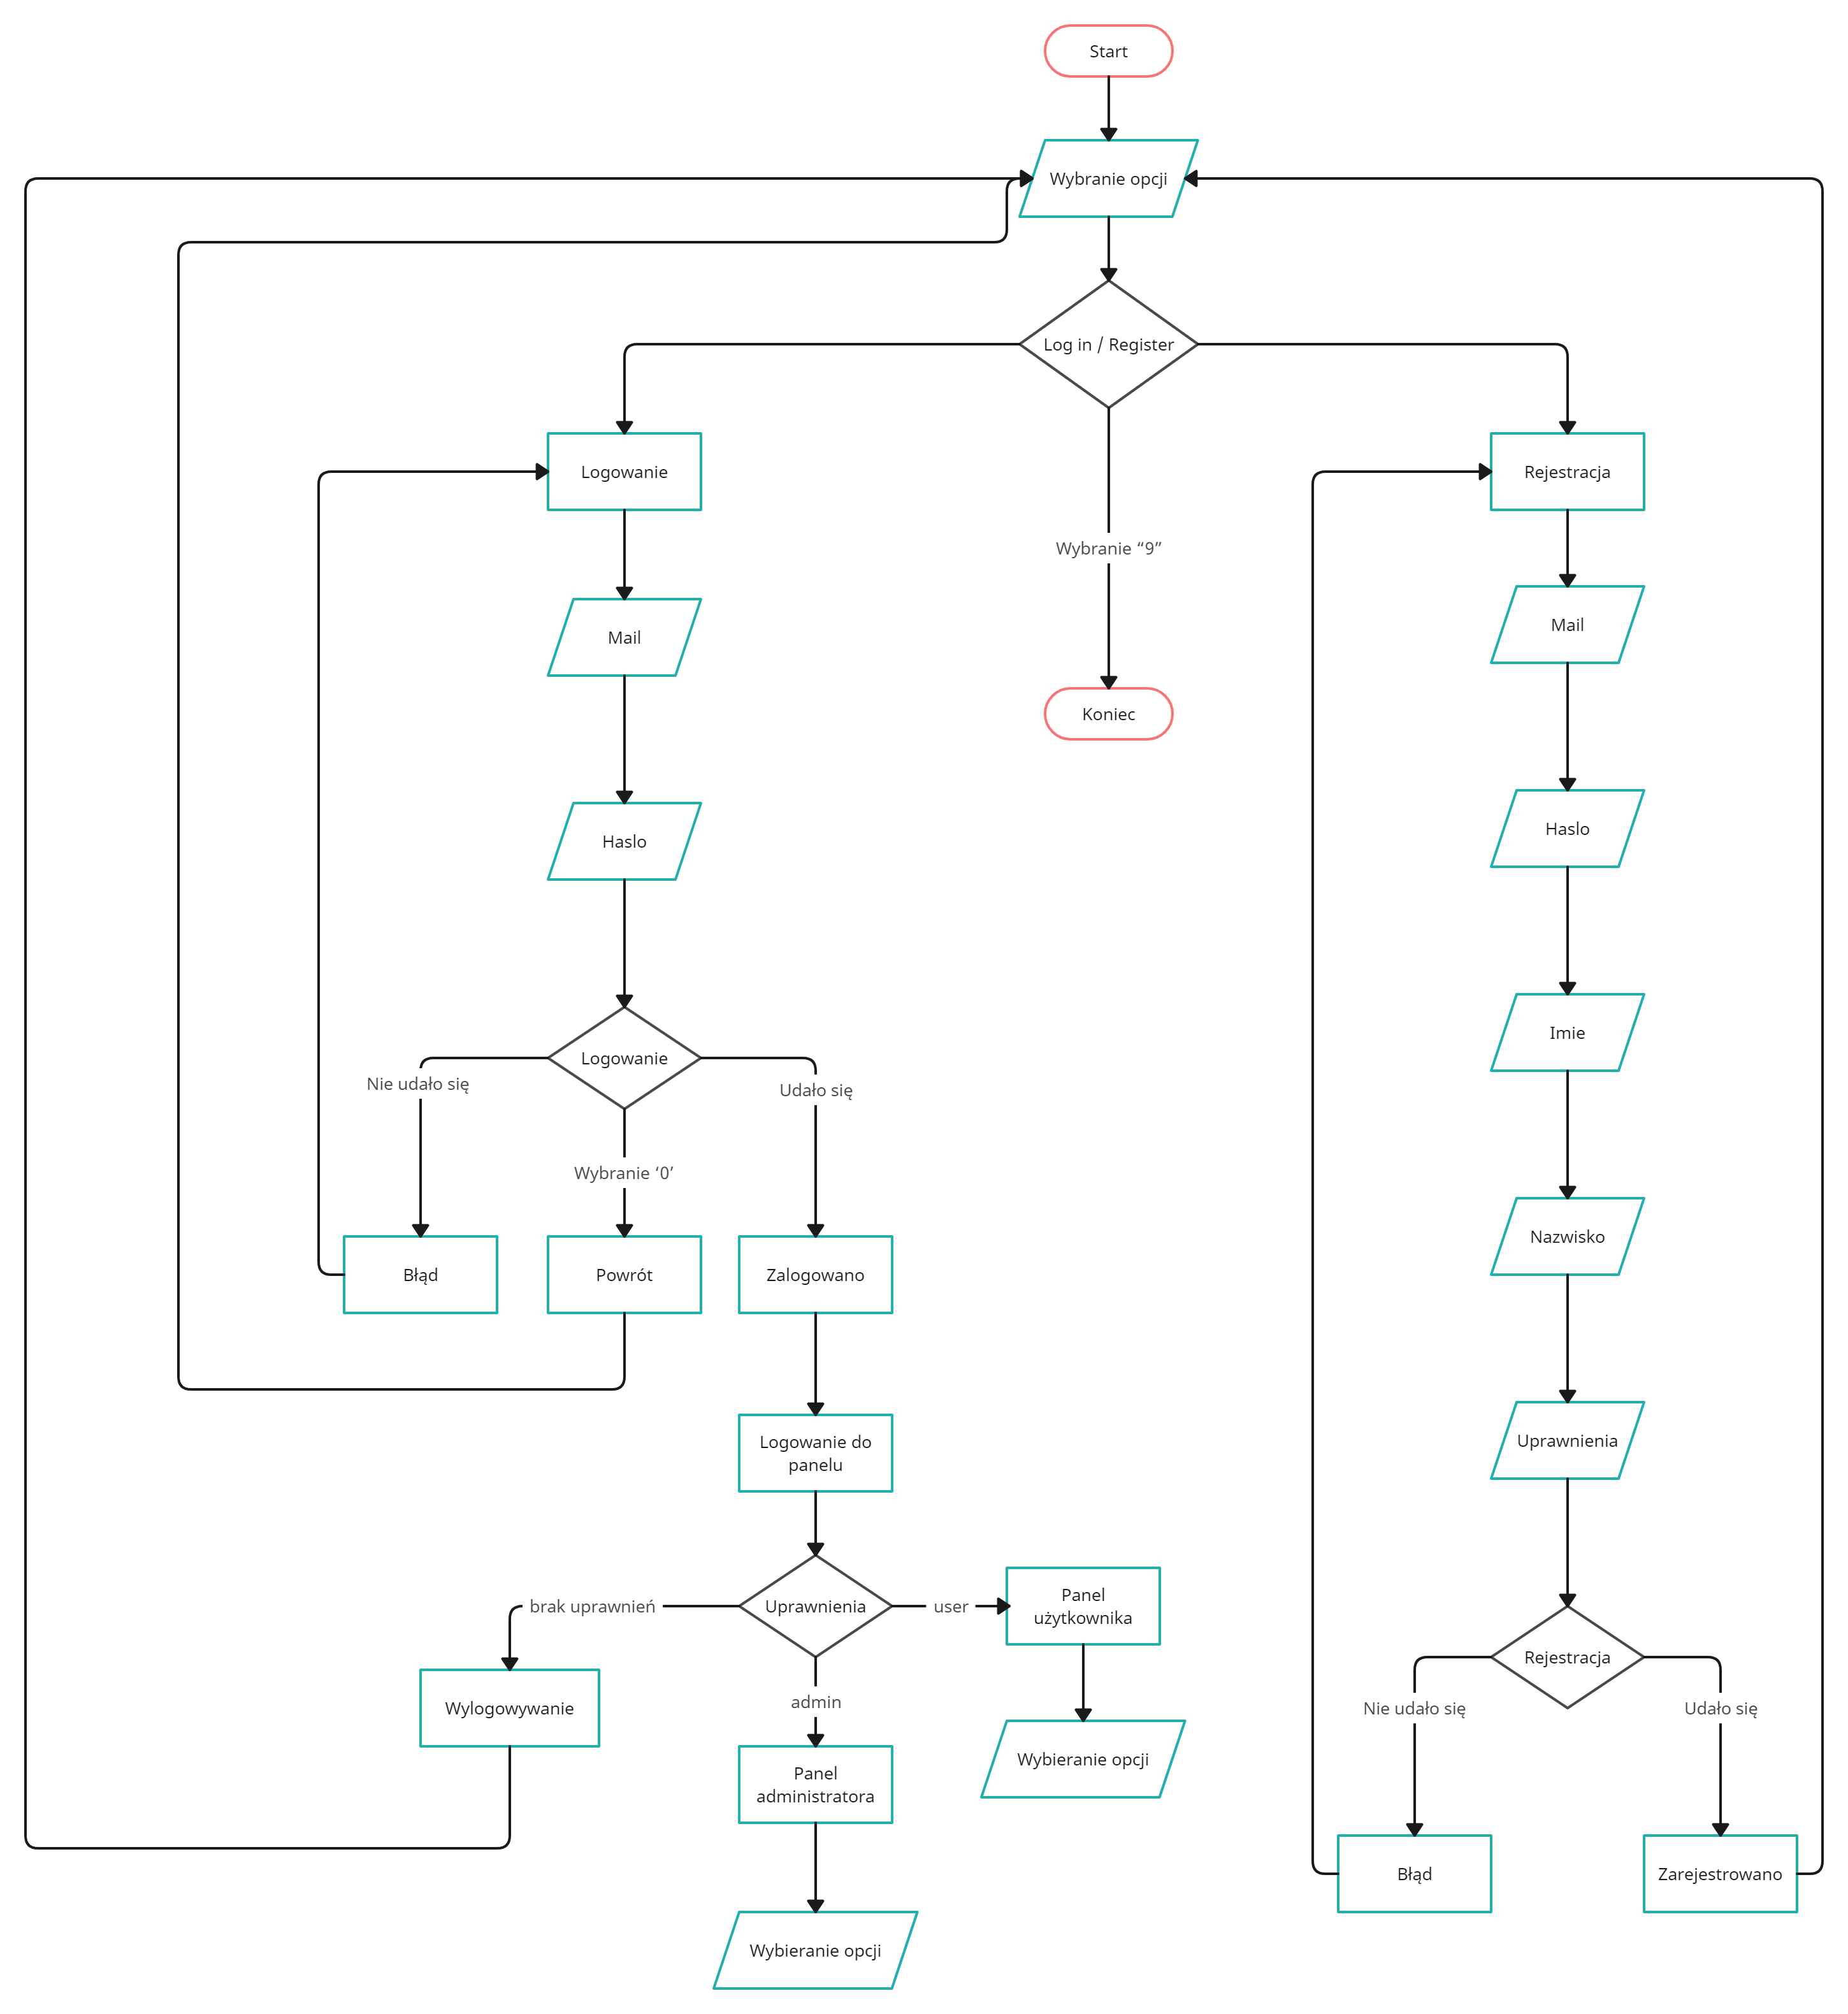 Start
Wybranie opcji
Log in / Register
Logowanie
Rejestracja
Wybranie “9”
Mail
Mail
Koniec
Haslo
Haslo
Imie
Logowanie
Nie udało się
Udało się
Wybranie ‘0’
Nazwisko
Błąd
Powrót
Zalogowano
Logowanie do
panelu
Uprawnienia
Panel
użytkownika
brak uprawnień
Uprawnienia
user
Rejestracja
admin
Wylogowywanie
Nie udało się
Udało się
Wybieranie opcji
Panel
administratora
Błąd
Zarejestrowano
Wybieranie opcji